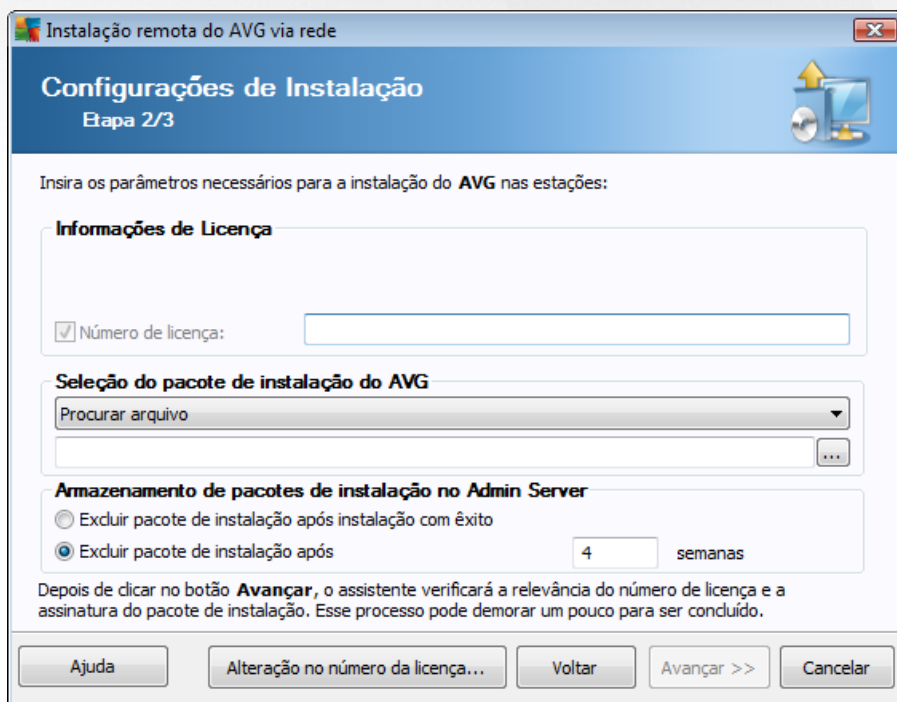 Instalação remota do AVG via rede
Configurações de Instalação
Etapa 2/3
Insira os parâmetros necessários para a instalação do AVG nas estações:
Informações de Licença
Número de licença:
Seleção do pacote de instalação do AVG
Procurar arquivo
...
Armazenamento de pacotes de instalação no Admin Server
Excluir pacote de instalação após instalação com êxito
Excluir pacote de instalação após 4 semanas
Depois de clicar no botão Avançar, o assistente verificará a relevância do número de licença e a
assinatura do pacote de instalação. Esse processo pode demorar um pouco para ser concluído.
Ajuda Alteração no número da licença... Voltar Avançar >> Cancelar